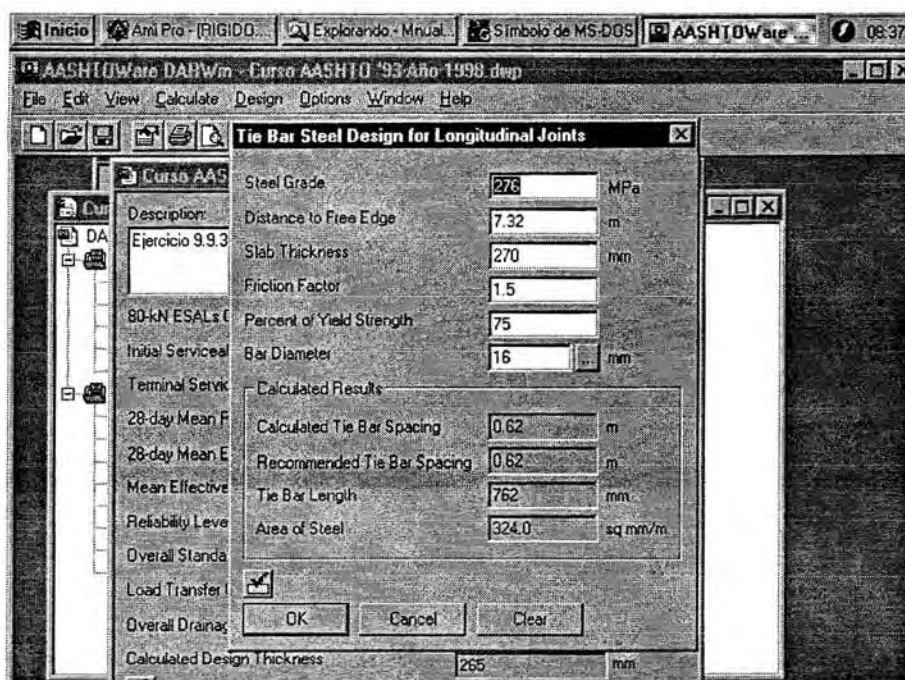 Inicio Ami Pro - [RIGIDO... Explorando - Mnual... Símbolo de MS-DOS AASHTOWare ... 08:37
AASHTOWare DARWin - Curso AASHTO '93-Año 1998.dwp
File Edit View Calculate Design Options Window Help
Tie Bar Steel Design for Longitudinal Joints
Curso AAS
Cur
DA
Description:
Ejercicio 9.9.3
80-kN ESALs
Initial Serviceab
Terminal Servic
28-day Mean
28-day Mean E
Mean Effective
Reliability Leve
Overall Standa
Load Transfer
Overall Drainag
Calculated Design Thickness 265 mm
Steel Grade 276 MPa
Distance to Free Edge 7.32 m
Slab Thickness 270 mm
Friction Factor 1.5
Percent of Yield Strength 75
Bar Diameter 16 ... mm
Calculated Results
Calculated Tie Bar Spacing 0.62 m
Recommended Tie Bar Spacing 0.62 m
Tie Bar Length 762 mm
Area of Steel 324.0 sq mm/m
OK Cancel Clear